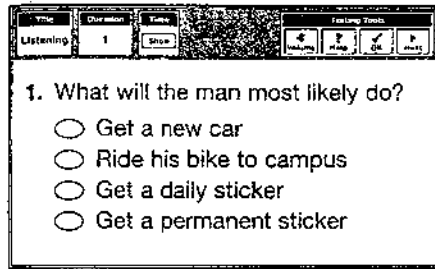 Title Question Time Testing Tools
Listening 1 Show Volume Help OK Next
1. What will the man most likely do?
Get a new car
Ride his bike to campus
Get a daily sticker
Get a permanent sticker